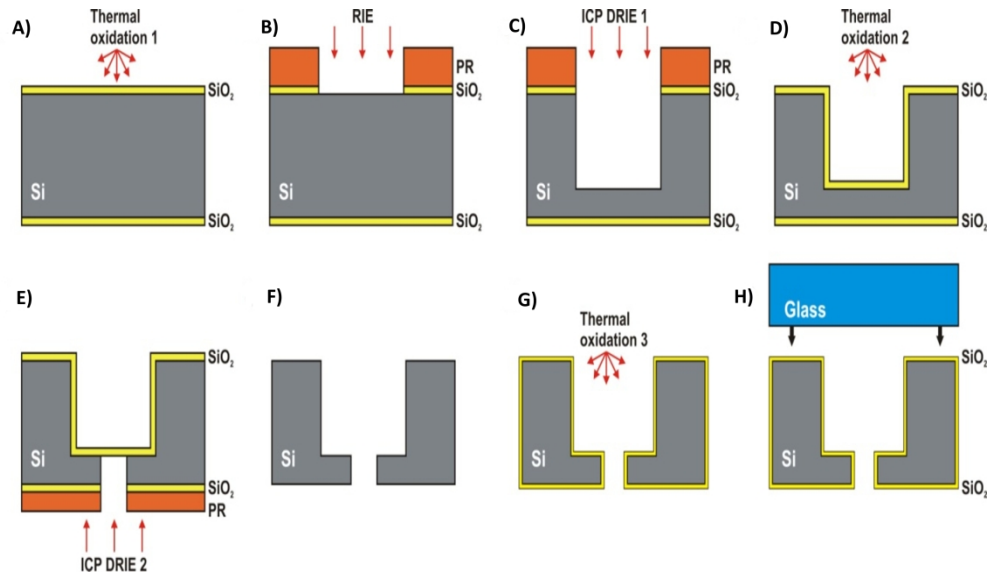 A)
Thermal
oxidation 1
SiO₂
Si
SiO₂
B)
RIE
PR
SiO₂
SiO₂
C)
ICP DRIE 1
PR
SiO₂
Si
SiO₂
D)
Thermal
oxidation 2
SiO₂
Si
SiO₂
E)
SiO₂
Si
SiO₂
PR
ICP DRIE 2
F)
G)
Thermal
oxidation 3
Si
H)
Glass
SiO₂
Si
SiO₂